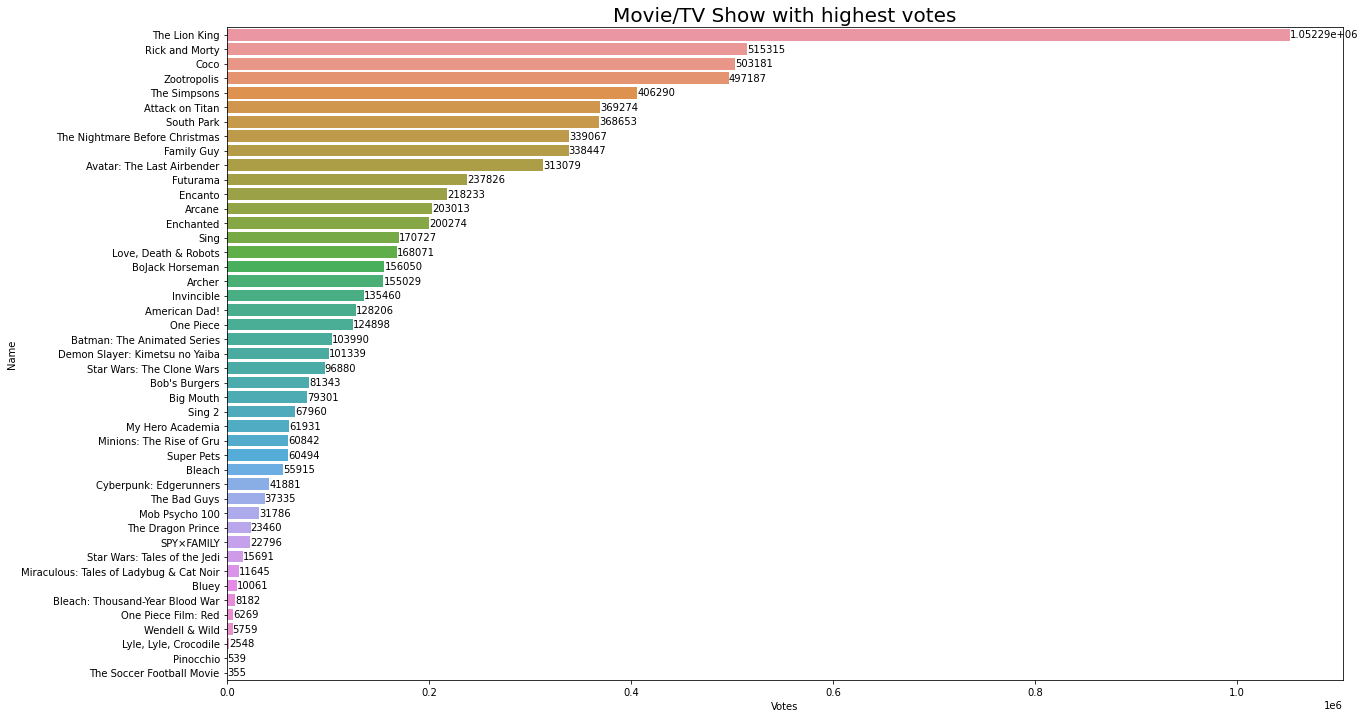 Movie/TV Show with highest votes
Name
The Lion King 1.05229e+06
Rick and Morty 515315
Coco 503181
Zootropolis 497187
The Simpsons 406290
Attack on Titan 369274
South Park 368653
The Nightmare Before Christmas 339067
Family Guy 338447
Avatar: The Last Airbender 313079
Futurama 237826
Encanto 218233
Arcane 203013
Enchanted 200274
Sing 170727
Love, Death & Robots 168071
BoJack Horseman 156050
Archer 155029
Invincible 135460
American Dad! 128206
One Piece 124898
Batman: The Animated Series 103990
Demon Slayer: Kimetsu no Yaiba 101339
Star Wars: The Clone Wars 96880
Bob's Burgers 81343
Big Mouth 79301
Sing 2 67960
My Hero Academia 61931
Minions: The Rise of Gru 60842
Super Pets 60494
Bleach 55915
Cyberpunk: Edgerunners 41881
The Bad Guys 37335
Mob Psycho 100 31786
The Dragon Prince 23460
SPY×FAMILY 22796
Star Wars: Tales of the Jedi 15691
Miraculous: Tales of Ladybug & Cat Noir 11645
Bluey 10061
Bleach: Thousand-Year Blood War 8182
One Piece Film: Red 6269
Wendell & Wild 5759
Lyle, Lyle, Crocodile 2548
Pinocchio 539
The Soccer Football Movie 355
0.0 0.2 0.4 0.6 0.8 1.0
Votes
1e6